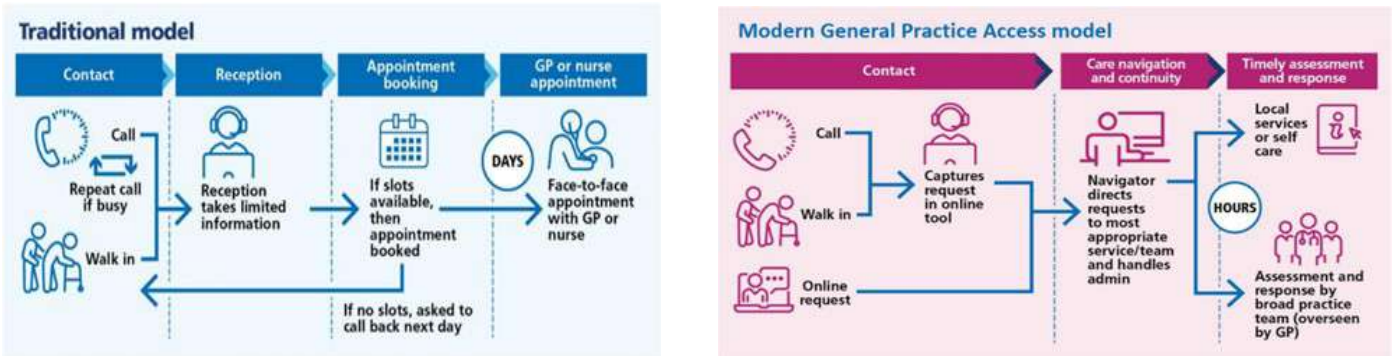 Traditional model
Contact
Reception
Appointment
booking
GP or nurse
appointment
Call
Repeat call
if busy
Walk in
Reception
takes limited
information
If slots
available,
then
appointment
booked
If no slots, asked to
call back next day
DAYS
Face-to-face
appointment
with GP or
nurse
Modern General Practice Access model
Contact
Care navigation
and continuity
Timely assessment
and response
Call
Walk in
Online
request
Captures
request
in online
tool
Navigator
directs
requests
to most
appropriate
service/team
and handles
admin
Local
services
or self
care
HOURS
Assessment and
response by
broad practice
team (overseen
by GP)